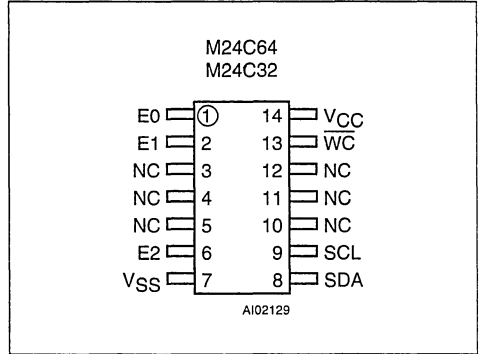 M24C64
M24C32
E0 1 14 VCC
E1 2 13 W̅C̅
NC 3 12 NC
NC 4 11 NC
NC 5 10 NC
E2 6 9 SCL
VSS 7 8 SDA
AI02129